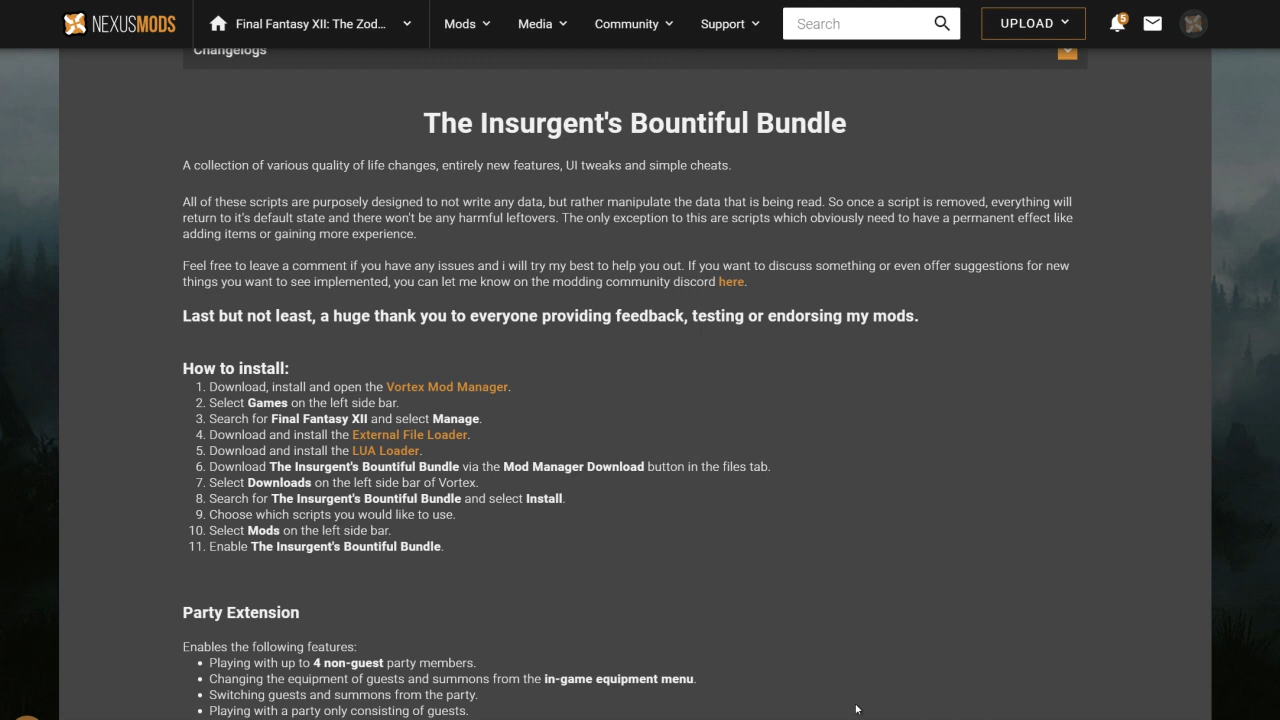 NEXUSMODS
Final Fantasy XII: The Zod...
Mods
Media
Community
Support
Search
UPLOAD
5
Changelogs
The Insurgent's Bountiful Bundle
A collection of various quality of life changes, entirely new features, UI tweaks and simple cheats.
All of these scripts are purposely designed to not write any data, but rather manipulate the data that is being read. So once a script is removed, everything will
return to it's default state and there won't be any harmful leftovers. The only exception to this are scripts which obviously need to have a permanent effect like
adding items or gaining more experience.
Feel free to leave a comment if you have any issues and i will try my best to help you out. If you want to discuss something or even offer suggestions for new
things you want to see implemented, you can let me know on the modding community discord here.
Last but not least, a huge thank you to everyone providing feedback, testing or endorsing my mods.
How to install:
1. Download, install and open the Vortex Mod Manager.
2. Select Games on the left side bar.
3. Search for Final Fantasy XII and select Manage.
4. Download and install the External File Loader.
5. Download and install the LUA Loader.
6. Download The Insurgent's Bountiful Bundle via the Mod Manager Download button in the files tab.
7. Select Downloads on the left side bar of Vortex.
8. Search for The Insurgent's Bountiful Bundle and select Install.
9. Choose which scripts you would like to use.
10. Select Mods on the left side bar.
11. Enable The Insurgent's Bountiful Bundle.
Party Extension
Enables the following features:
• Playing with up to 4 non-guest party members.
• Changing the equipment of guests and summons from the in-game equipment menu.
• Switching guests and summons from the party.
• Playing with a party only consisting of guests.